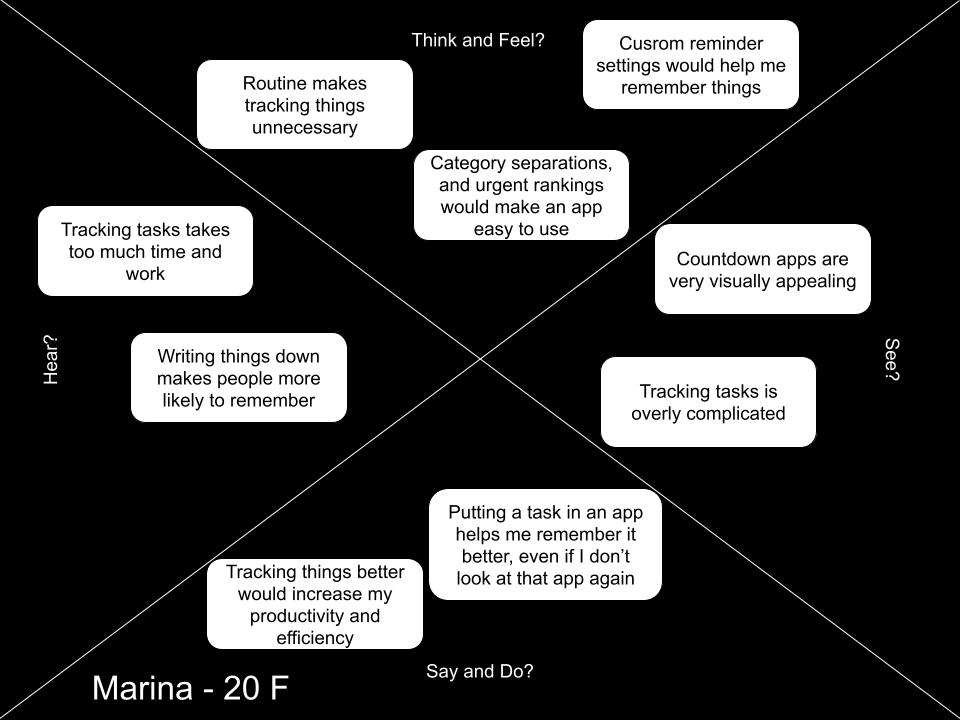 Think and Feel?
Cusrom reminder
settings would help me
remember things
Routine makes
tracking things
unnecessary
Category separations,
and urgent rankings
would make an app
easy to use
Tracking tasks takes
too much time and
work
Countdown apps are
very visually appealing
Hear?
See?
Writing things down
makes people more
likely to remember
Tracking tasks is
overly complicated
Putting a task in an app
helps me remember it
better, even if I don’t
look at that app again
Tracking things better
would increase my
productivity and
efficiency
Say and Do?
Marina - 20 F